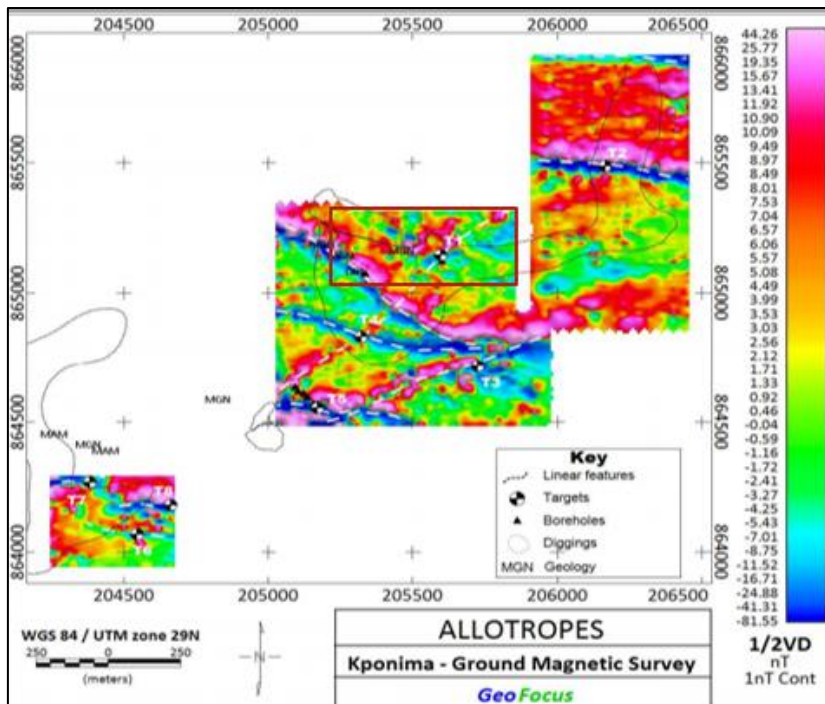 204500 205000 205500 206000 206500
866000
866000
865500
865500
865000
865000
864500
864500
864000
864000
204500 205000 205500 206000 206500
T2
T1
T4
T3
T5
T7
T8
T6
MGN
MAM
MGN
MAM
Key
Linear features
Targets
Boreholes
Diggings
MGN Geology
WGS 84 / UTM zone 29N
250 0 250
(meters)
N
ALLOTROPES
Kponima - Ground Magnetic Survey
GeoFocus
44.26
25.77
19.35
15.67
13.41
11.92
10.90
10.09
9.49
8.97
8.49
8.01
7.53
7.04
6.57
6.06
5.57
5.08
4.49
3.99
3.53
3.03
2.56
2.12
1.71
1.33
0.92
0.46
-0.04
-0.59
-1.16
-1.72
-2.41
-3.27
-4.25
-5.43
-7.01
-8.75
-11.52
-16.71
-24.88
-41.31
-81.55
1/2VD
nT
1nT Cont